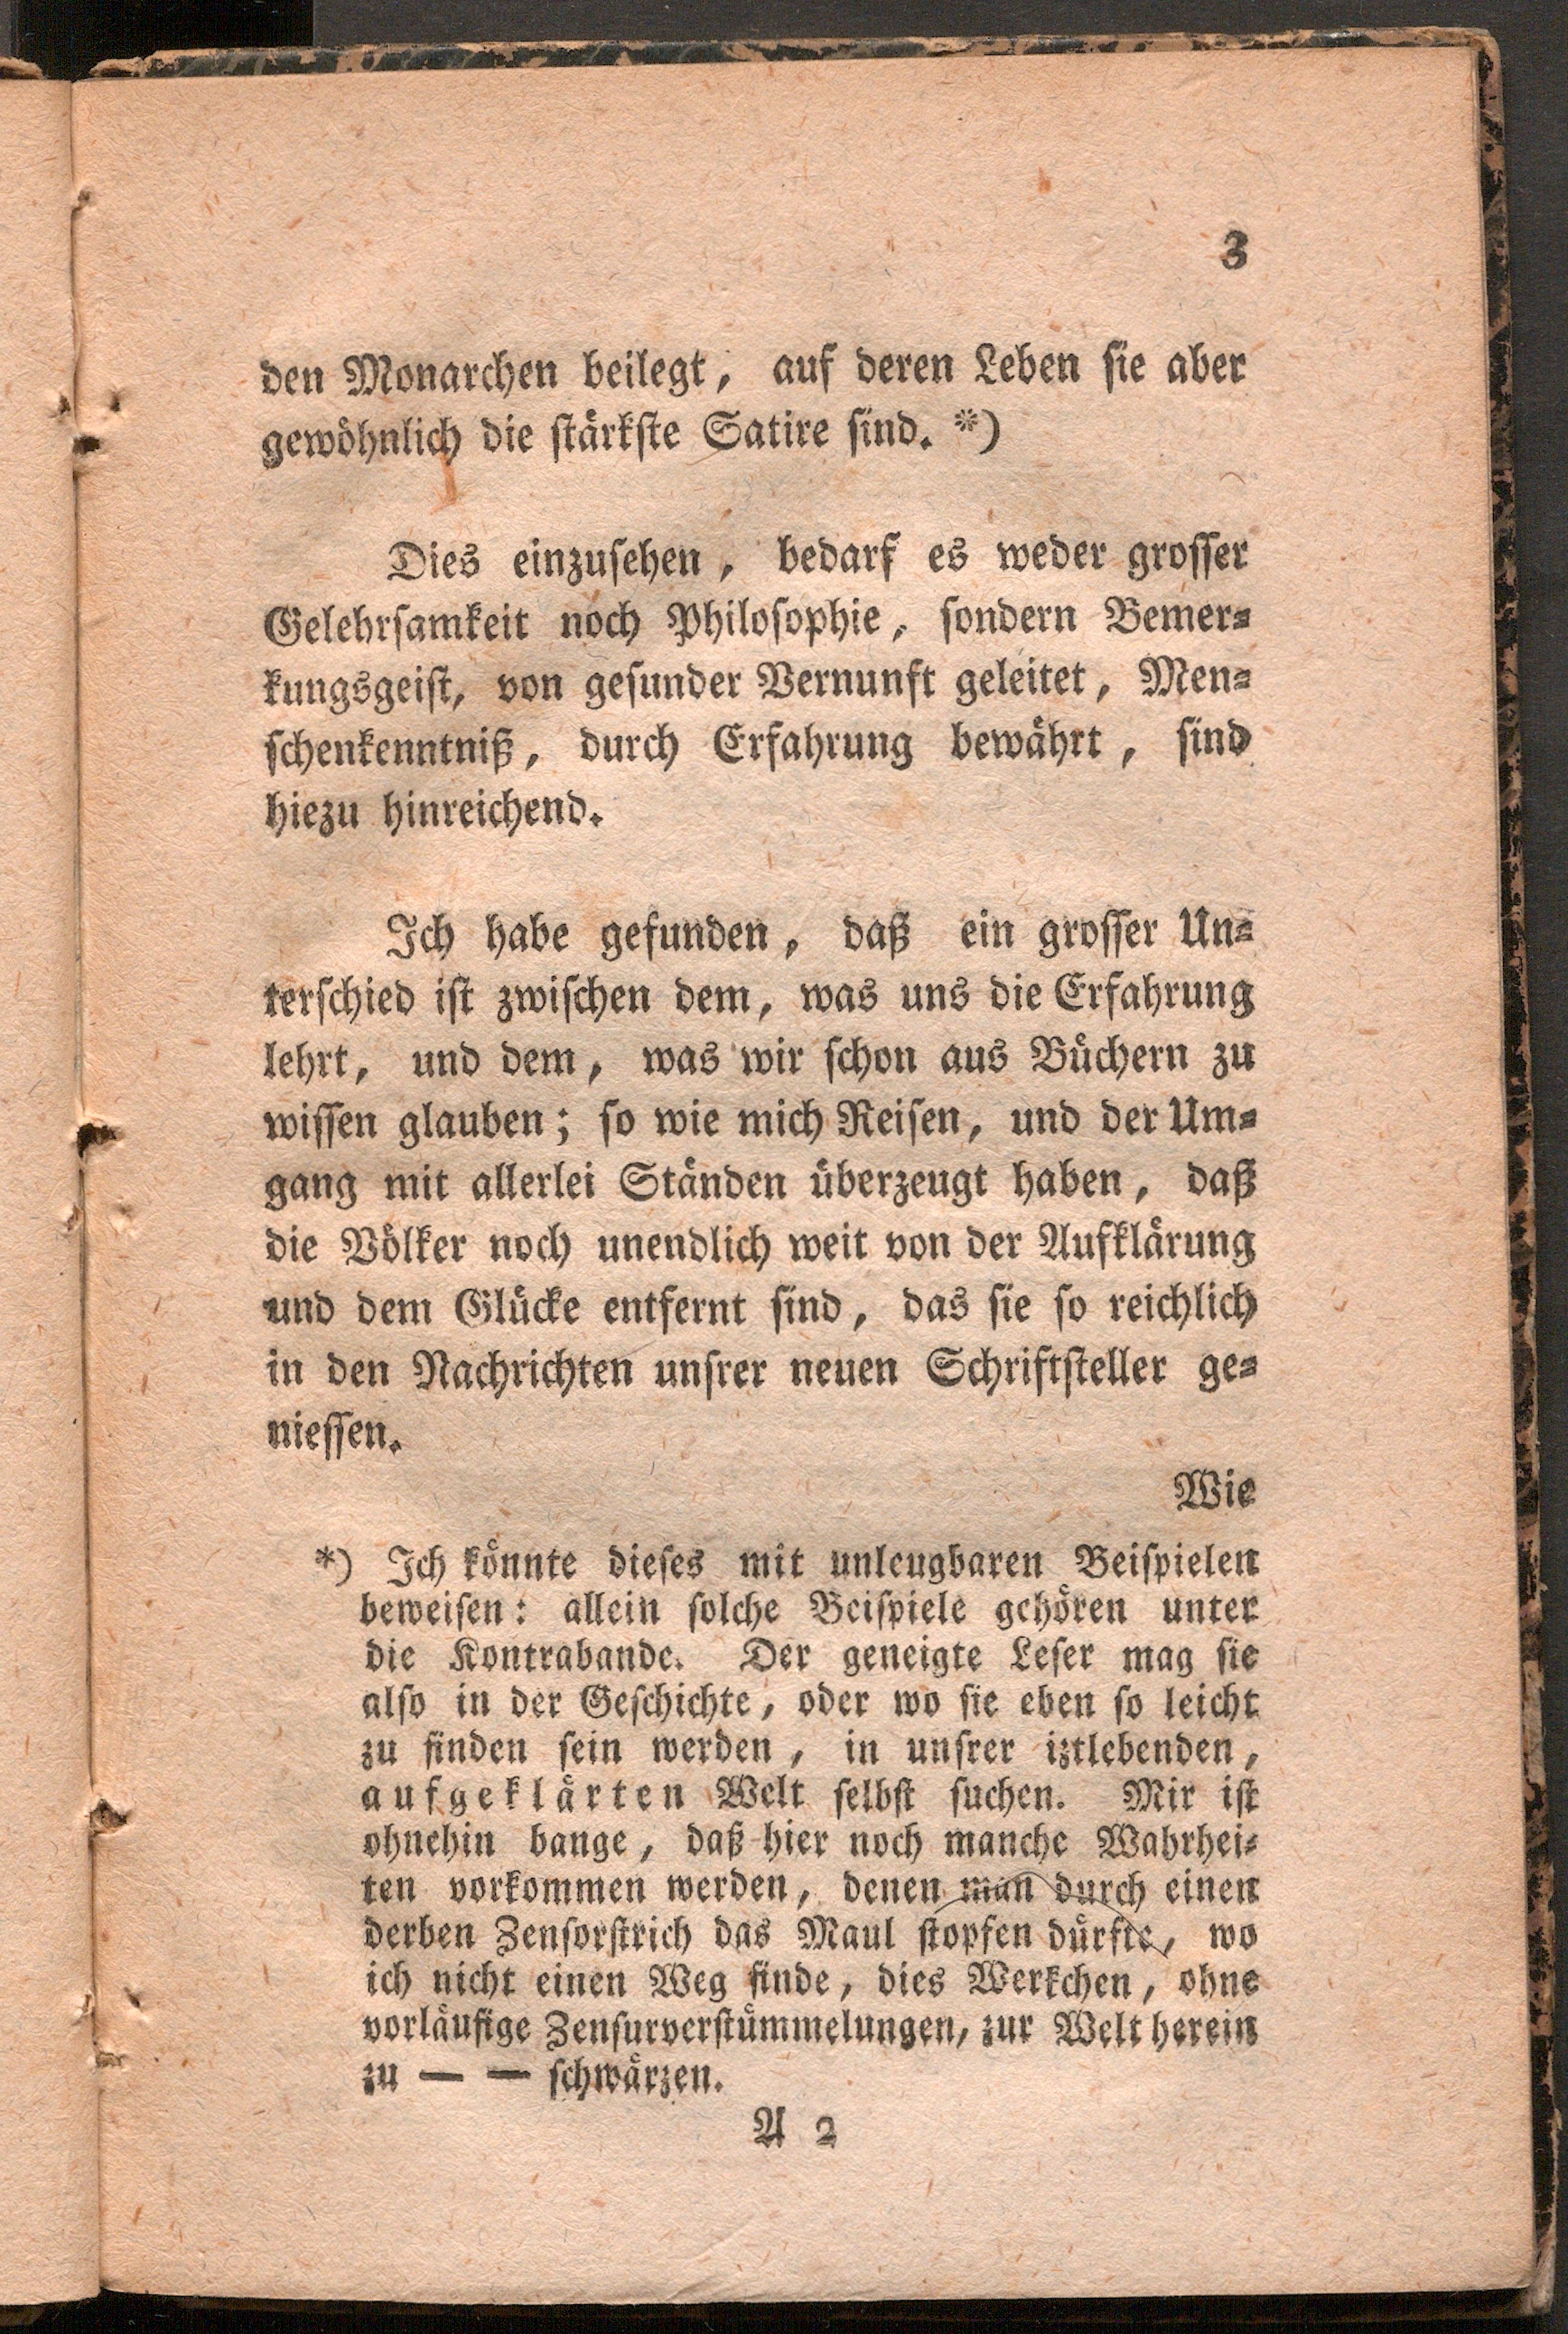 3
den Monarchen beilegt, auf deren Leben sie aber
gewöhnlich die stärkste Satire sind. *)
Dies einzusehen, bedarf es weder grosser
Gelehrsamkeit noch Philosophie, sondern Bemer=
kungsgeist, von gesunder Vernunft geleitet, Men=
schenkenntniß, durch Erfahrung bewährt, sind
hiezu hinreichend.
Ich habe gefunden, daß ein grosser Un=
terschied ist zwischen dem, was uns die Erfahrung
lehrt, und dem, was wir schon aus Büchern zu
wissen glauben; so wie mich Reisen, und der Um=
gang mit allerlei Ständen überzeugt haben, daß
die Völker noch unendlich weit von der Aufklärung
und dem Glücke entfernt sind, das sie so reichlich
in den Nachrichten unsrer neuen Schriftsteller ge=
niessen.
Wie
*) Ich könnte dieses mit unleugbaren Beispielen
beweisen: allein solche Beispiele gehören unter
die Kontrabande. Der geneigte Leser mag sie
also in der Geschichte, oder wo sie eben so leicht
zu finden sein werden, in unsrer iztlebenden,
aufgeklärten Welt selbst suchen. Mir ist
ohnehin bange, daß hier noch manche Wahrhei=
ten vorkommen werden, denen man durch einen
derben Zensorstrich das Maul stopfen dürfte, wo
ich nicht einen Weg finde, dies Werkchen, ohne
vorläufige Zensurverstümmelungen, zur Welt herein
zu — — schwärzen.
A 2